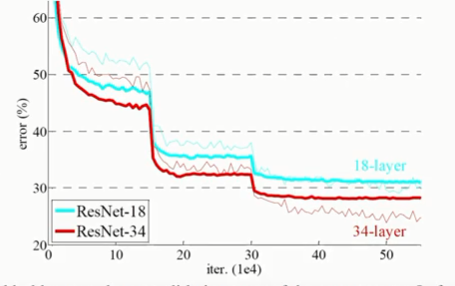 60
50
error (%)
40
18-layer
30
ResNet-18
ResNet-34
34-layer
20
0 10 20 30 40 50
iter. (1e4)